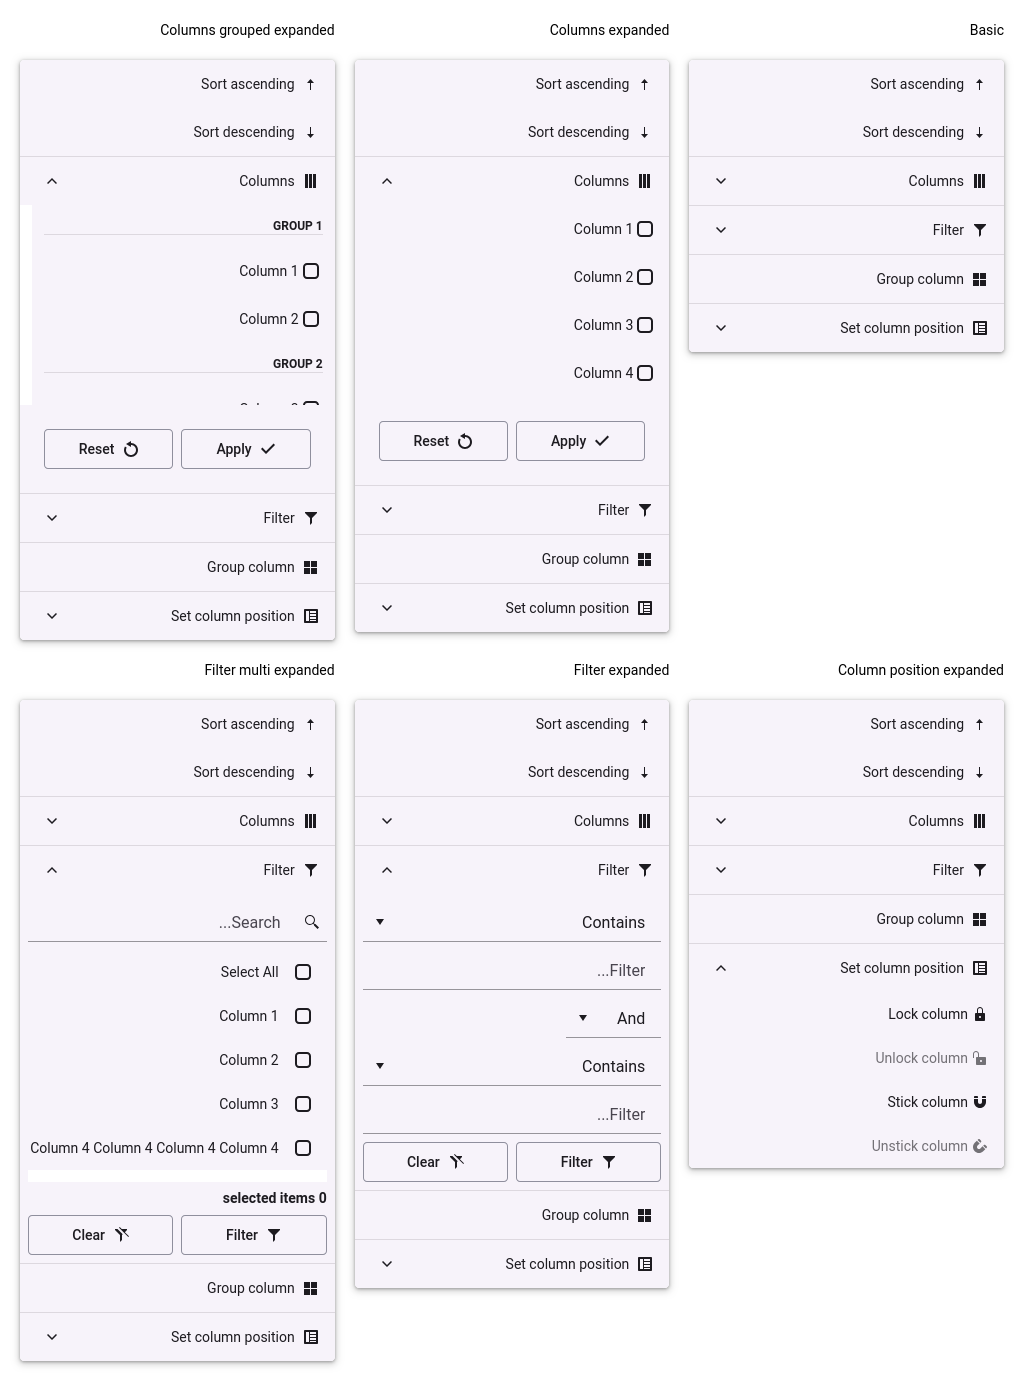 Basic
Sort ascending
Sort descending
Columns
Filter
Group column
Set column position
Columns expanded
Sort ascending
Sort descending
Columns
Column 1
Column 2
Column 3
Column 4
Reset
Apply
Filter
Group column
Set column position
Columns grouped expanded
Sort ascending
Sort descending
Columns
GROUP 1
Column 1
Column 2
GROUP 2
Reset
Apply
Filter
Group column
Set column position
Column position expanded
Sort ascending
Sort descending
Columns
Filter
Group column
Set column position
Lock column
Unlock column
Stick column
Unstick column
Filter expanded
Sort ascending
Sort descending
Columns
Filter
Contains
...Filter
And
Contains
...Filter
Clear
Filter
Group column
Set column position
Filter multi expanded
Sort ascending
Sort descending
Columns
Filter
...Search
Select All
Column 1
Column 2
Column 3
Column 4 Column 4 Column 4 Column 4
selected items 0
Clear
Filter
Group column
Set column position